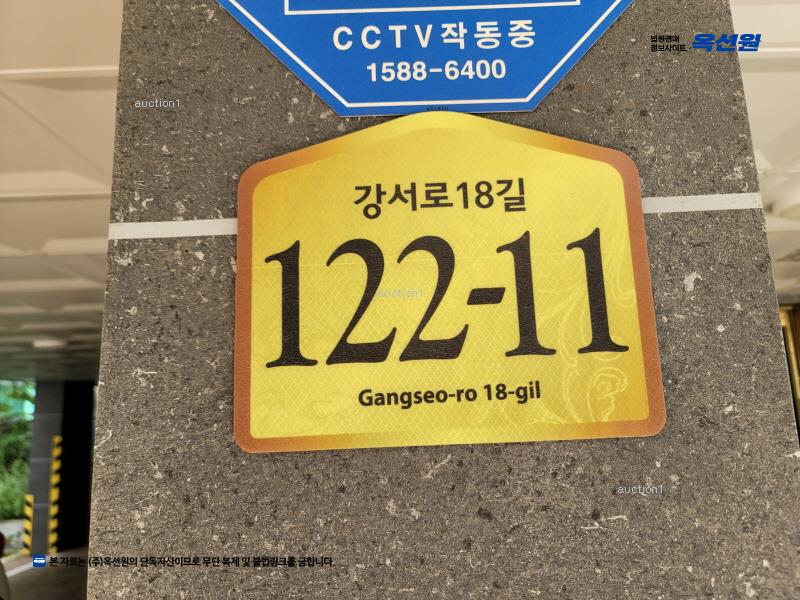 CCTV작동중
1588-6400
법원경매
정보사이트 옥션원
auction1
강서로18길
122-11
auction1
Gangseo-ro 18-gil
auction1
본 자료는 (주)옥션원의 단독자산이므로 무단 복제 및 불법링크를 금합니다.